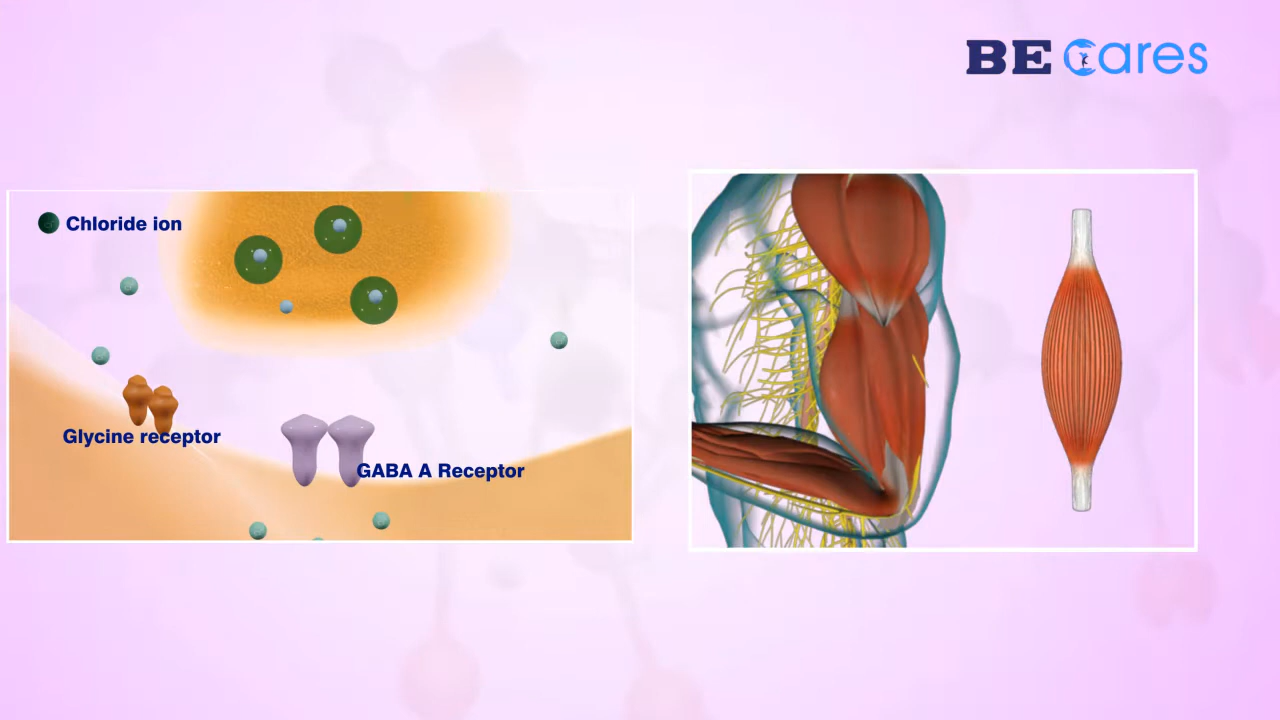 BE Cares
Chloride ion
Glycine receptor
GABA A Receptor